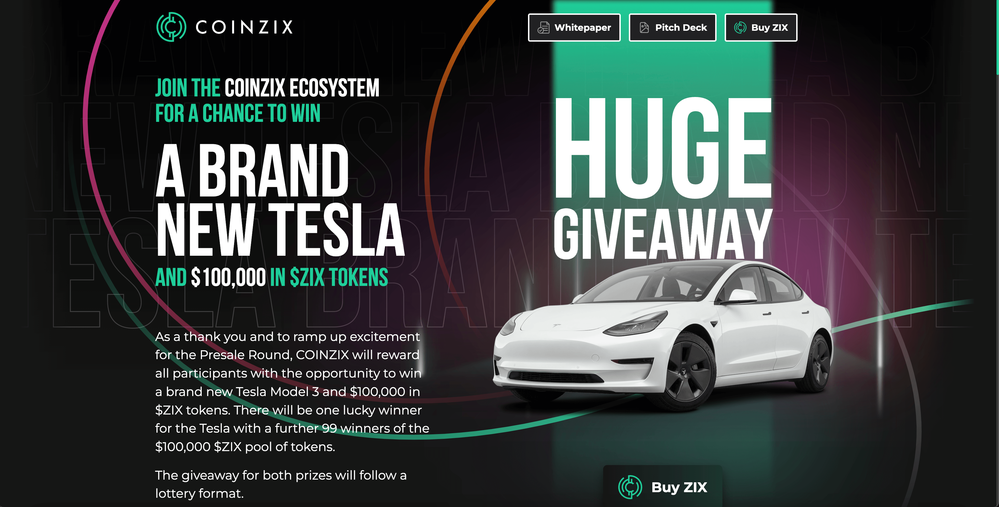 COINZIX
Whitepaper
Pitch Deck
Buy ZIX
JOIN THE COINZIX ECOSYSTEM
FOR A CHANCE TO WIN
A BRAND
NEW TESLA
AND $100,000 IN $ZIX TOKENS
HUGE
GIVEAWAY
As a thank you and to ramp up excitement
for the Presale Round, COINZIX will reward
all participants with the opportunity to win
a brand new Tesla Model 3 and $100,000 in
$ZIX tokens. There will be one lucky winner
for the Tesla with a further 99 winners of the
$100,000 $ZIX pool of tokens.
The giveaway for both prizes will follow a
lottery format.
Buy ZIX